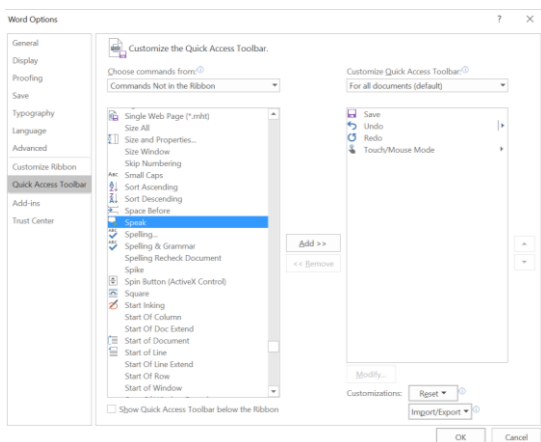 Word Options
? ×
General
Display
Proofing
Save
Typography
Language
Advanced
Customize Ribbon
Quick Access Toolbar
Add-ins
Trust Center
Customize the Quick Access Toolbar.
Choose commands from:
Commands Not in the Ribbon
Single Web Page (*.mht)
Size All
Size and Properties...
Size Window
Skip Numbering
Small Caps
Sort Ascending
Sort Descending
Space Before
Speak
Spelling...
Spelling & Grammar
Spelling Recheck Document
Spike
Spin Button (ActiveX Control)
Square
Start Inking
Start Of Column
Start Of Doc Extend
Start of Document
Start of Line
Start Of Line Extend
Start Of Row
Start of Window
Show Quick Access Toolbar below the Ribbon
Add >>
<< Remove
Customize Quick Access Toolbar:
For all documents (default)
Save
Undo
Redo
Touch/Mouse Mode
Modify...
Customizations:
Reset
Import/Export
OK
Cancel